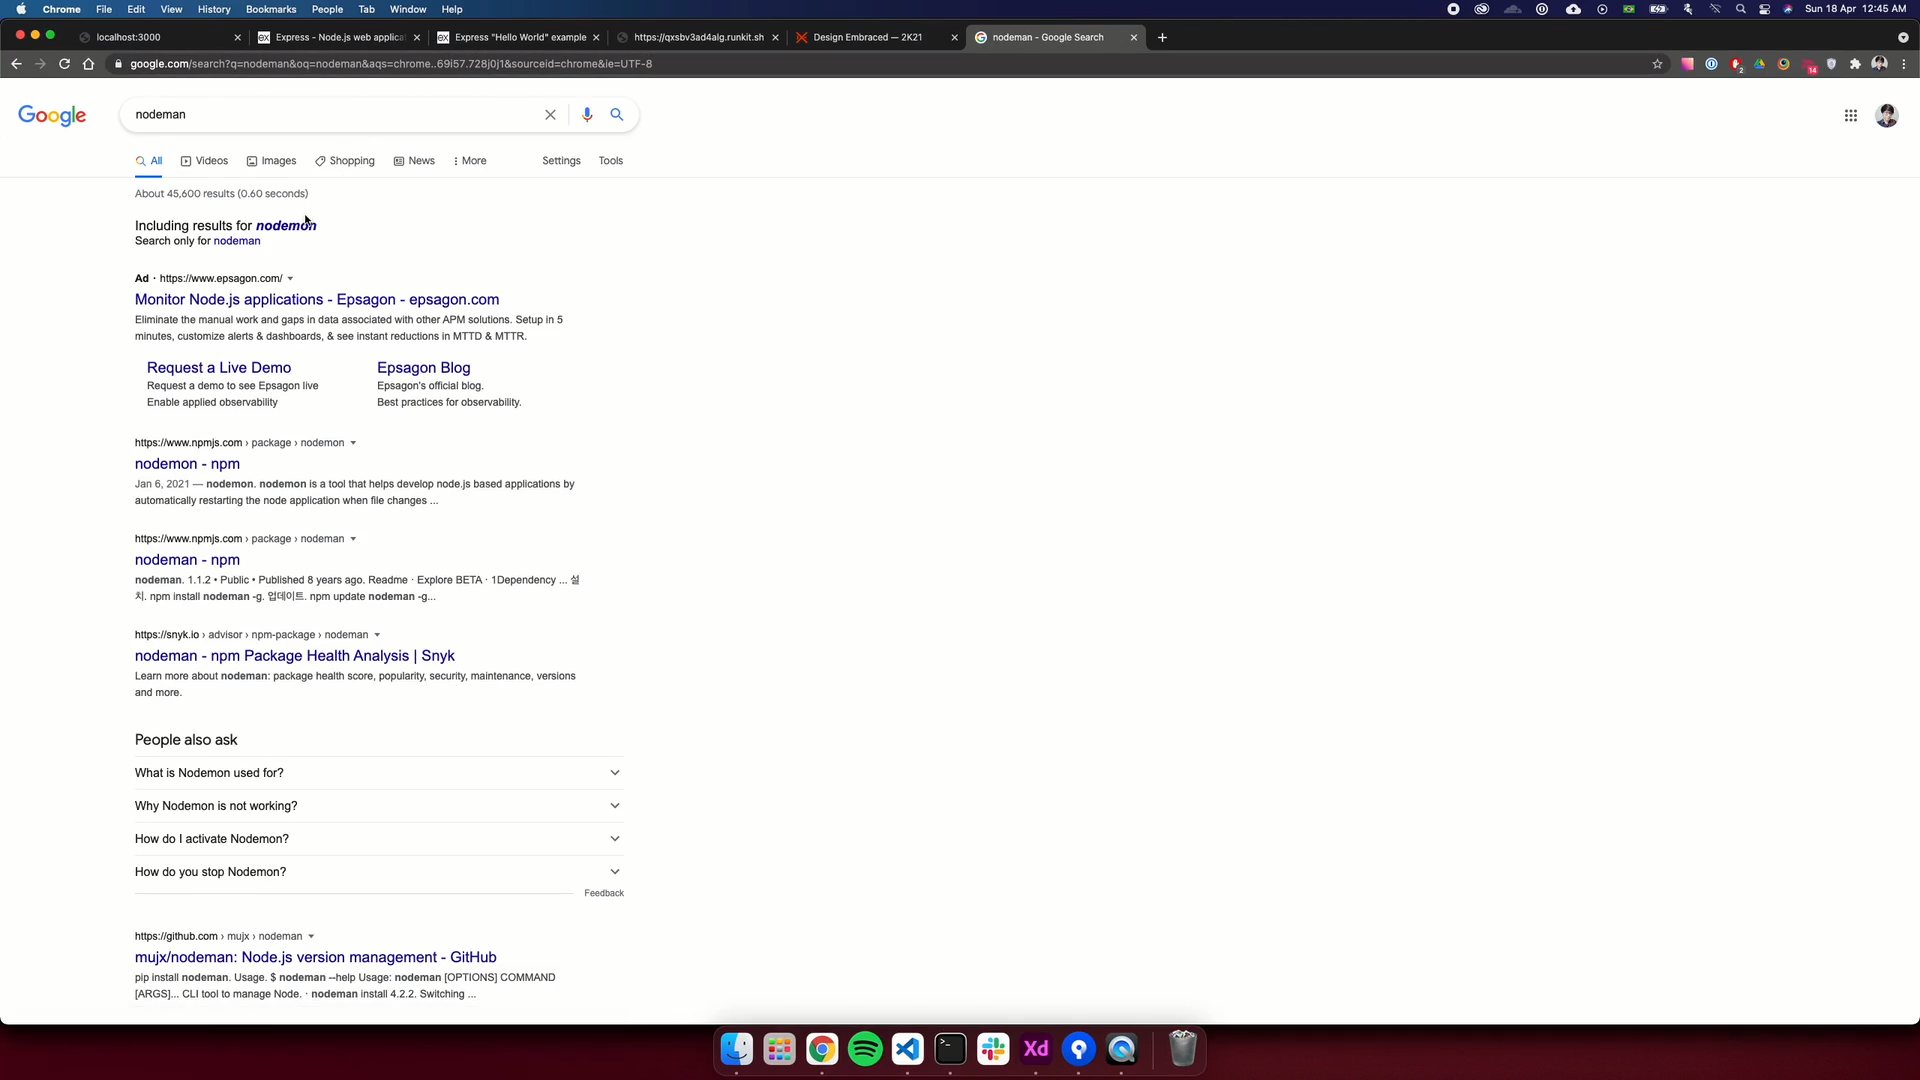 Chrome File Edit View History Bookmarks People Tab Window Help Sun 18 Apr 12:45 AM
localhost:3000 Express - Node.js web applicat Express "Hello World" example https://qxsbv3ad4alg.runkit.sh Design Embraced — 2K21 nodeman - Google Search
google.com/search?q=nodeman&oq=nodeman&aqs=chrome..69i57.728j0j1&sourceid=chrome&ie=UTF-8
2 14
Google nodeman
All Videos Images Shopping News More Settings Tools
About 45,600 results (0.60 seconds)
Including results for nodemon
Search only for nodeman
Ad · https://www.epsagon.com/
Monitor Node.js applications - Epsagon - epsagon.com
Eliminate the manual work and gaps in data associated with other APM solutions. Setup in 5
minutes, customize alerts & dashboards, & see instant reductions in MTTD & MTTR.
Request a Live Demo
Request a demo to see Epsagon live
Enable applied observability
Epsagon Blog
Epsagon's official blog.
Best practices for observability.
https://www.npmjs.com › package › nodemon
nodemon - npm
Jan 6, 2021 — nodemon. nodemon is a tool that helps develop node.js based applications by
automatically restarting the node application when file changes ...
https://www.npmjs.com › package › nodeman
nodeman - npm
nodeman. 1.1.2 • Public • Published 8 years ago. Readme · Explore BETA · 1Dependency ... 설
치. npm install nodeman -g. 업데이트. npm update nodeman -g...
https://snyk.io › advisor › npm-package › nodeman
nodeman - npm Package Health Analysis | Snyk
Learn more about nodeman: package health score, popularity, security, maintenance, versions
and more.
People also ask
What is Nodemon used for?
Why Nodemon is not working?
How do I activate Nodemon?
How do you stop Nodemon?
Feedback
https://github.com › mujx › nodeman
mujx/nodeman: Node.js version management - GitHub
pip install nodeman. Usage. $ nodeman --help Usage: nodeman [OPTIONS] COMMAND
[ARGS]... CLI tool to manage Node. · nodeman install 4.2.2. Switching ...
Xd